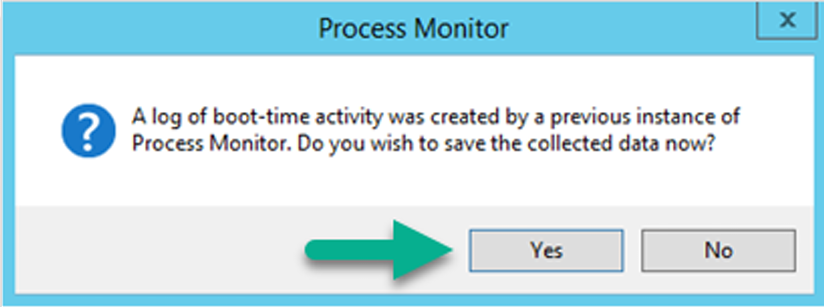 Process Monitor
x
?
A log of boot-time activity was created by a previous instance of
Process Monitor. Do you wish to save the collected data now?
Yes
No